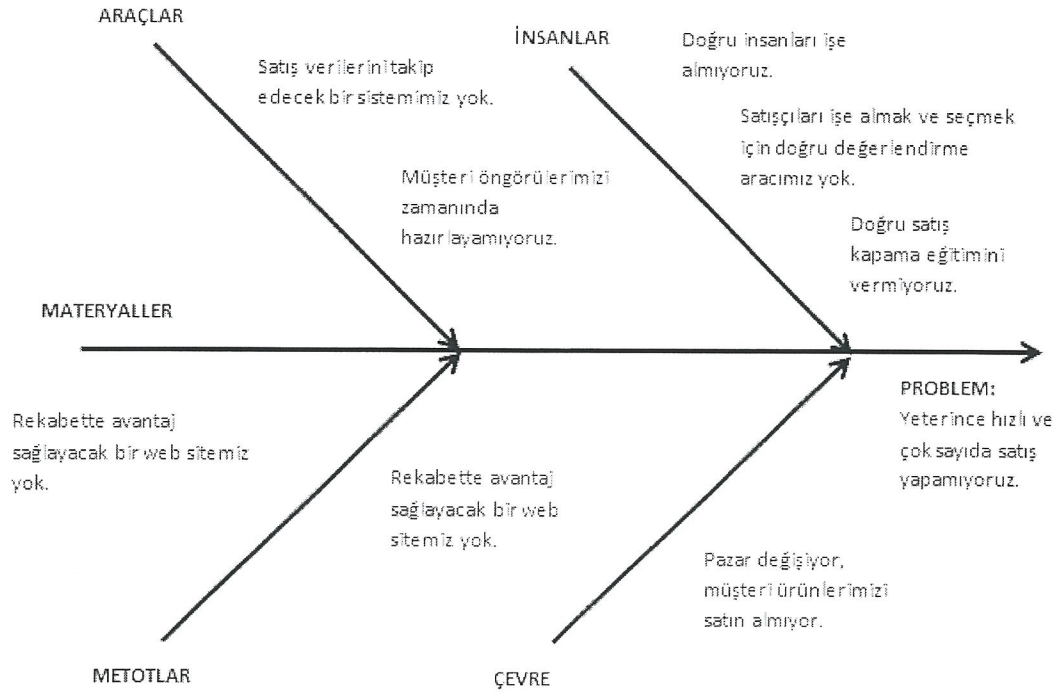 ARAÇLAR
Satış verilerini takip
edecek bir sistemimiz yok.
Müşteri öngörülerimizi
zamanında
hazırlayamıyoruz.
İNSANLAR
Doğru insanları işe
almıyoruz.
Satışçıları işe almak ve seçmek
için doğru değerlendirme
aracımız yok.
Doğru satış
kapama eğitimini
vermiyoruz.
MATERYALLER
Rekabette avantaj
sağlayacak bir web sitemiz
yok.
Rekabette avantaj
sağlayacak bir web
sitemiz yok.
METOTLAR
Pazar değişiyor,
müşteri ürünlerimizi
satın almıyor.
ÇEVRE
PROBLEM:
Yeterince hızlı ve
çok sayıda satış
yapamıyoruz.